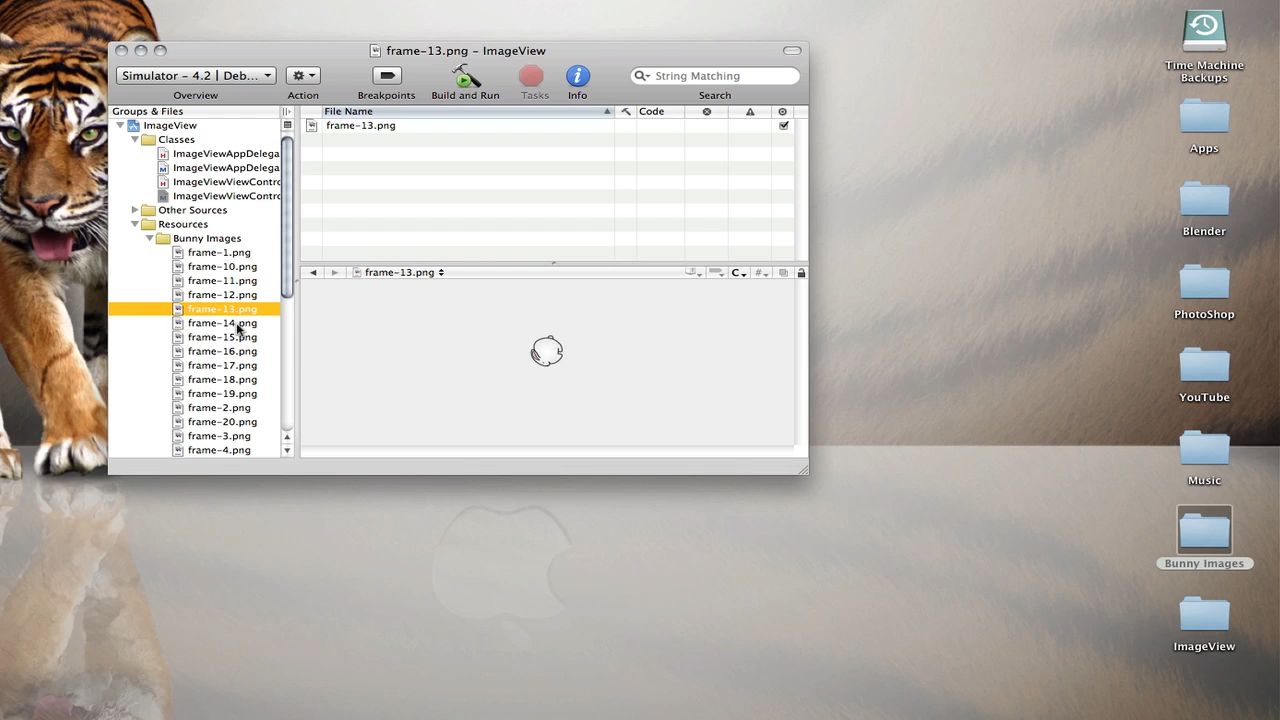 frame-13.png - ImageView
Simulator - 4.2 | Deb...
Overview
Action
Breakpoints
Build and Run
Tasks
Info
String Matching
Search
Groups & Files
File Name
Code
ImageView
Classes
ImageViewAppDelega
ImageViewAppDelega
ImageViewViewContro
ImageViewViewContro
Other Sources
Resources
Bunny Images
frame-1.png
frame-10.png
frame-11.png
frame-12.png
frame-13.png
frame-14.png
frame-15.png
frame-16.png
frame-17.png
frame-18.png
frame-19.png
frame-2.png
frame-20.png
frame-3.png
frame-4.png
frame-13.png
frame-13.png
C
#
Time Machine
Backups
Apps
Blender
PhotoShop
YouTube
Music
Bunny Images
ImageView